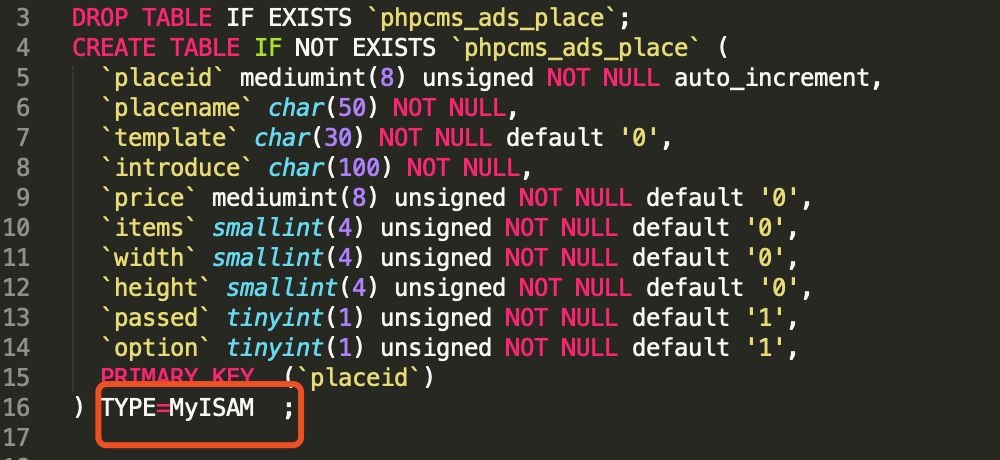 3 DROP TABLE IF EXISTS `phpcms_ads_place`;
4 CREATE TABLE IF NOT EXISTS `phpcms_ads_place` (
5 `placeid` mediumint(8) unsigned NOT NULL auto_increment,
6 `placename` char(50) NOT NULL,
7 `template` char(30) NOT NULL default '0',
8 `introduce` char(100) NOT NULL,
9 `price` mediumint(8) unsigned NOT NULL default '0',
10 `items` smallint(4) unsigned NOT NULL default '0',
11 `width` smallint(4) unsigned NOT NULL default '0',
12 `height` smallint(4) unsigned NOT NULL default '0',
13 `passed` tinyint(1) unsigned NOT NULL default '1',
14 `option` tinyint(1) unsigned NOT NULL default '1',
15 PRIMARY KEY  (`placeid`)
16 ) TYPE=MyISAM  ;
17